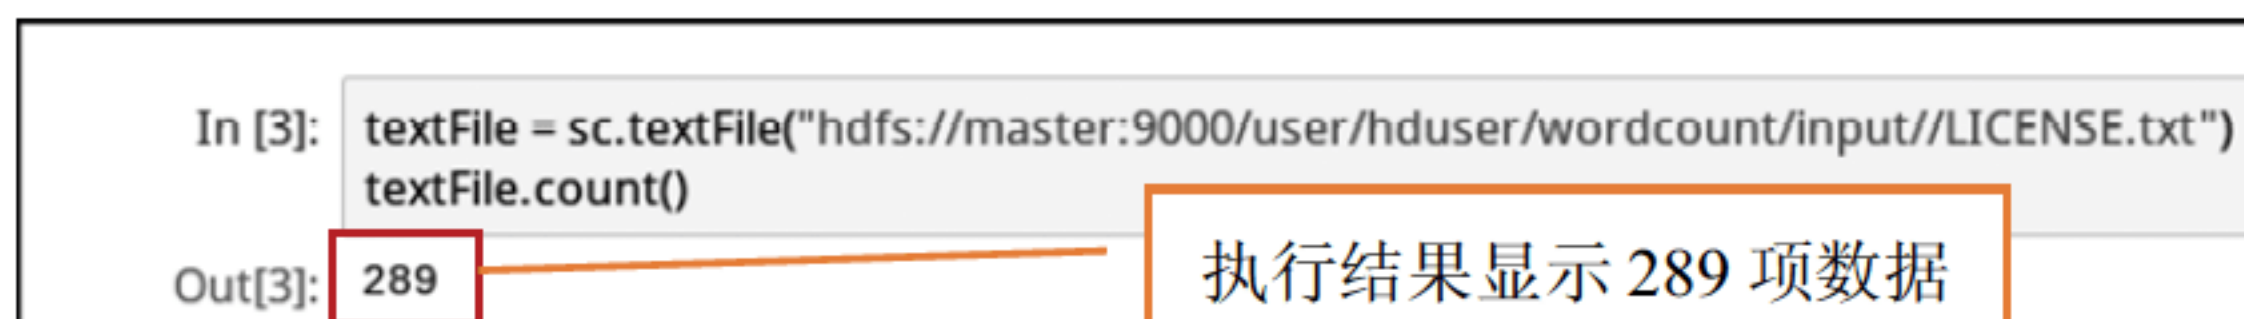 In [3]: textFile = sc.textFile("hdfs://master:9000/user/hduser/wordcount/input//LICENSE.txt")
textFile.count()
Out[3]: 289
执行结果显示 289 项数据